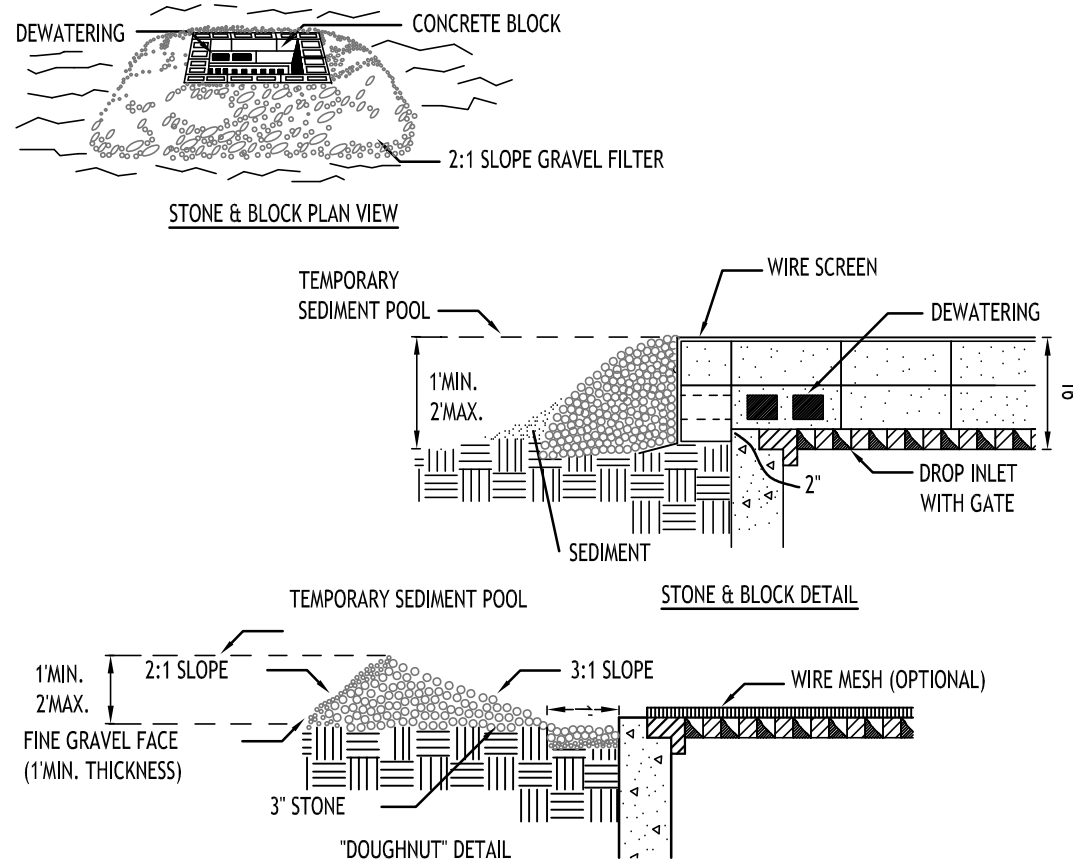 DEWATERING
CONCRETE BLOCK
2:1 SLOPE GRAVEL FILTER
STONE & BLOCK PLAN VIEW
WIRE SCREEN
TEMPORARY
SEDIMENT POOL
DEWATERING
1'MIN.
2'MAX.
DROP INLET
WITH GATE
2"
SEDIMENT
STONE & BLOCK DETAIL
TEMPORARY SEDIMENT POOL
1'MIN.
2'MAX.
2:1 SLOPE
3:1 SLOPE
WIRE MESH (OPTIONAL)
FINE GRAVEL FACE
(1'MIN. THICKNESS)
3" STONE
"DOUGHNUT" DETAIL